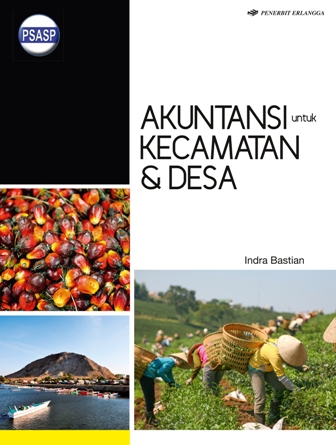 PSASP
PENERBIT ERLANGGA
AKUNTANSI untuk
KECAMATAN
& DESA
Indra Bastian